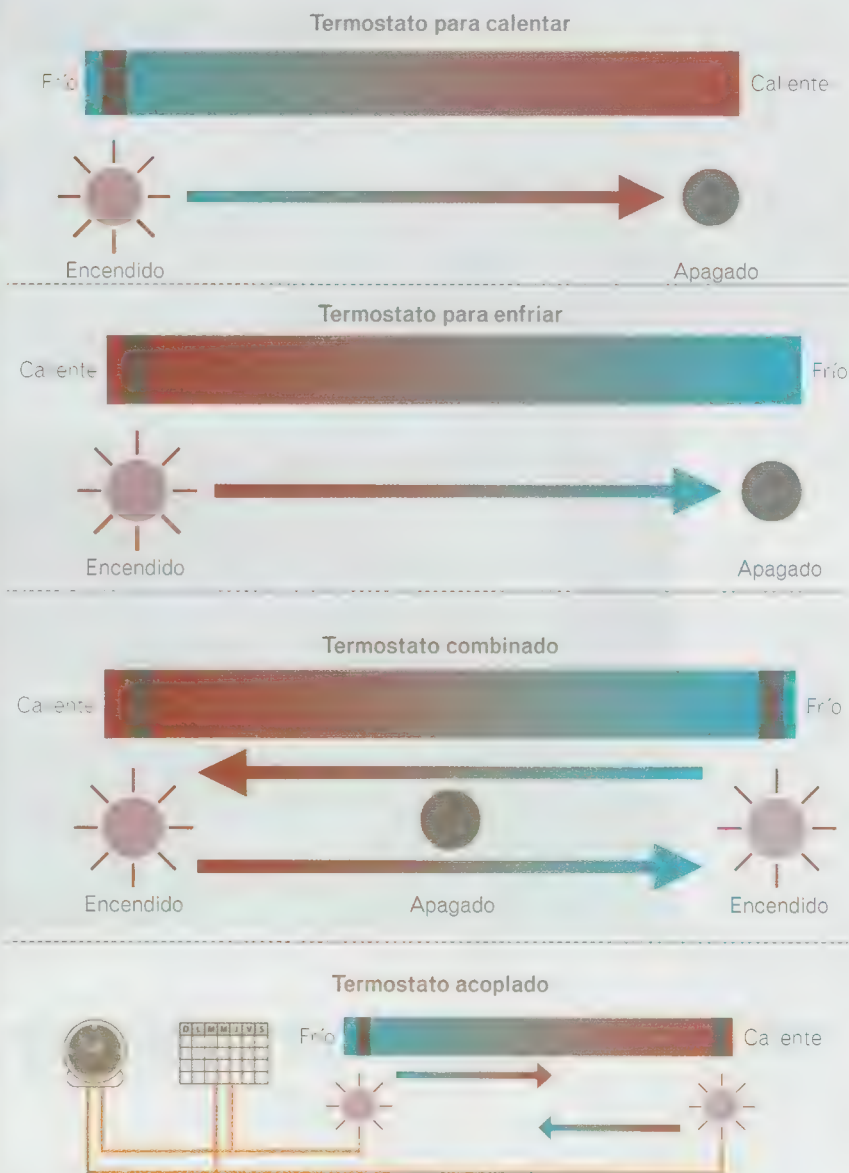 Termostato para calentar
Frío Caliente
Encendido Apagado
Termostato para enfriar
Caliente Frío
Encendido Apagado
Termostato combinado
Caliente Frío
Encendido Apagado Encendido
Termostato acoplado
D L M M J V S
Frío Caliente